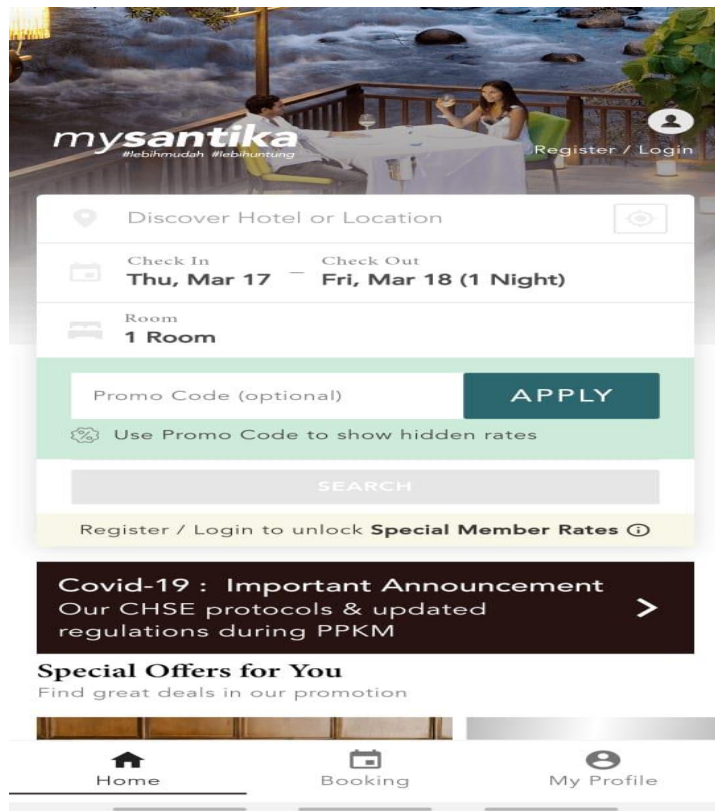 mysantika
#lebihmudah #lebihuntung
Register / Login
Discover Hotel or Location
Check In
Thu, Mar 17
–
Check Out
Fri, Mar 18 (1 Night)
Room
1 Room
Promo Code (optional)
APPLY
Use Promo Code to show hidden rates
SEARCH
Register / Login to unlock Special Member Rates
Covid-19 : Important Announcement
Our CHSE protocols & updated
regulations during PPKM
Special Offers for You
Find great deals in our promotion
Home
Booking
My Profile